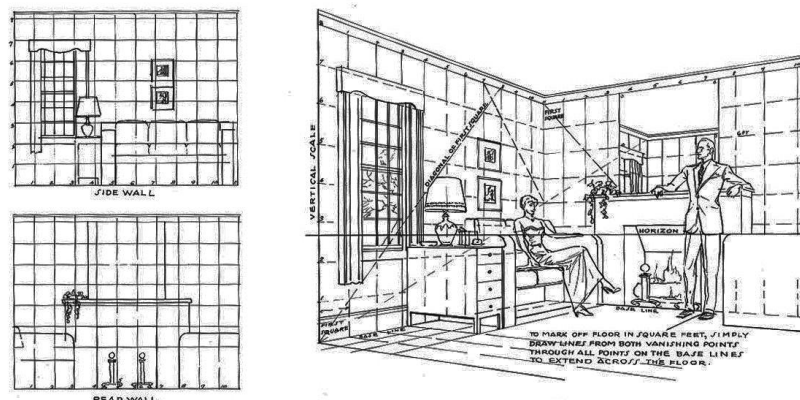 SIDE WALL
REAR WALL
VERTICAL SCALE
DIAGONAL OF FIRST SQUARE
FIRST
SQUARE
6FT
HORIZON
BASE LINE
FIRST
SQUARE
BASE LINE
TO MARK OFF FLOOR IN SQUARE FEET, SIMPLY
DRAW LINES FROM BOTH VANISHING POINTS
THROUGH ALL POINTS ON THE BASE LINES
TO EXTEND ACROSS THE FLOOR.